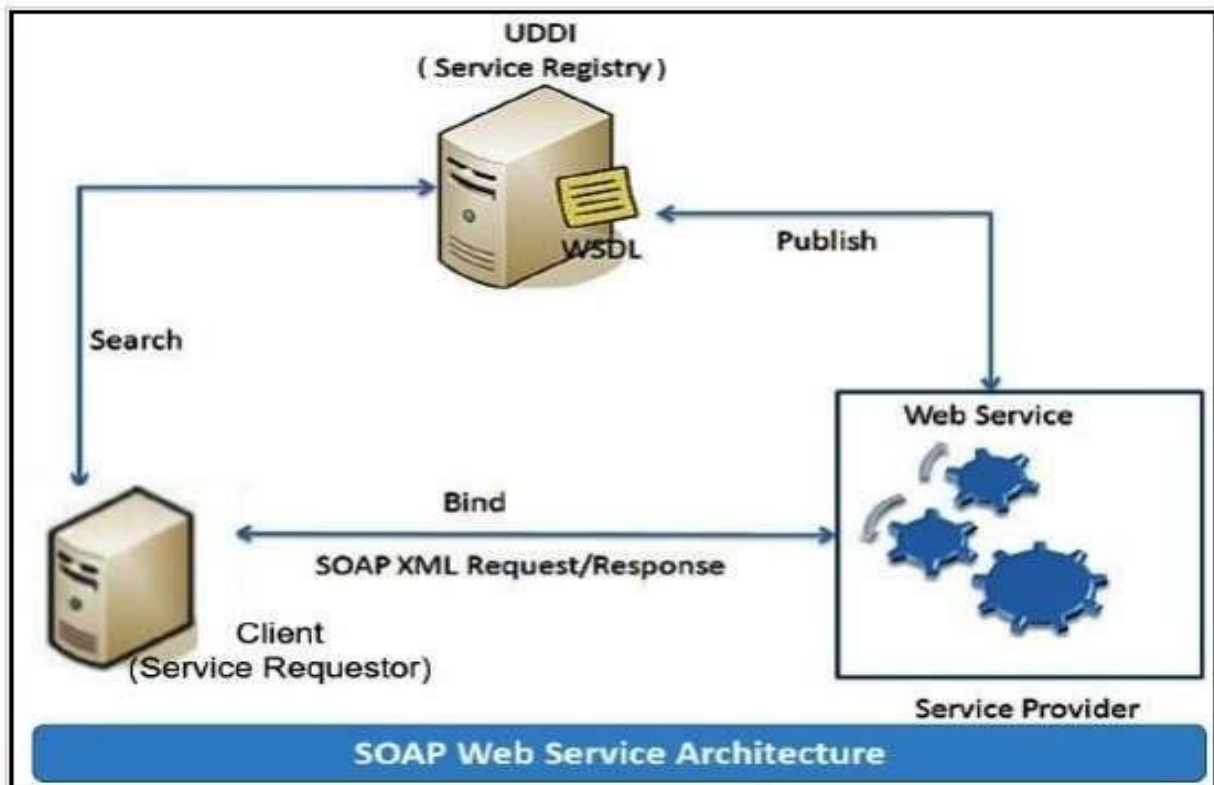 UDDI
( Service Registry )
WSDL
Publish
Search
Web Service
Bind
SOAP XML Request/Response
Client
(Service Requestor)
Service Provider
SOAP Web Service Architecture